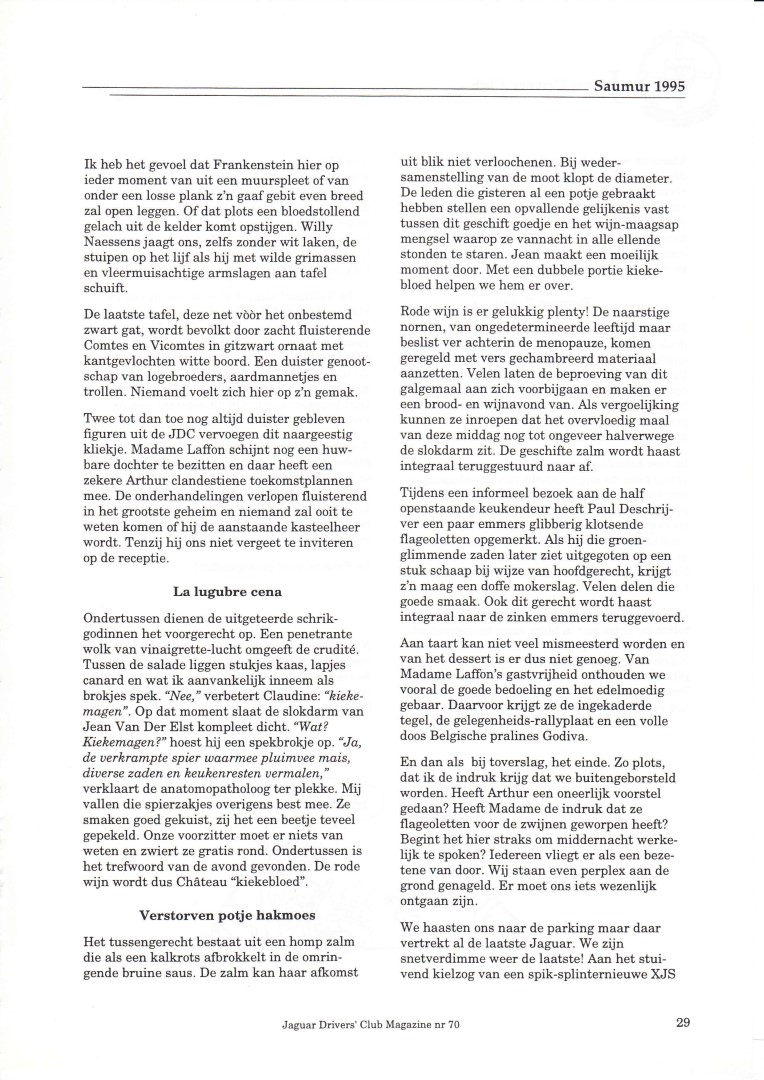 Saumur 1995
Ik heb het gevoel dat Frankenstein hier op
ieder moment van uit een muurspleet of van
onder een losse plank z'n gaaf gebit even breed
zal open leggen. Of dat plots een bloedstollend
gelach uit de kelder komt opstijgen. Willy
Naessens jaagt ons, zelfs zonder wit laken, de
stuipen op het lijf als hij met wilde grimassen
en vleermuisachtige armslagen aan tafel
schuift.
De laatste tafel, deze net vòòr het onbestemd
zwart gat, wordt bevolkt door zacht fluisterende
Comtes en Vicomtes in gitzwart ornaat met
kantgevlochten witte boord. Een duister genoot-
schap van logebroeders, aardmannetjes en
trollen. Niemand voelt zich hier op z'n gemak.
Twee tot dan toe nog altijd duister gebleven
figuren uit de JDC vervoegen dit naargeestig
kliekje. Madame Laffon schijnt nog een huw-
bare dochter te bezitten en daar heeft een
zekere Arthur clandestiene toekomstplannen
mee. De onderhandelingen verlopen fluisterend
in het grootste geheim en niemand zal ooit te
weten komen of hij de aanstaande kasteelheer
wordt. Tenzij hij ons niet vergeet te inviteren
op de receptie.
La lugubre cena
Ondertussen dienen de uitgeteerde schrik-
godinnen het voorgerecht op. Een penetrante
wolk van vinaigrette-lucht omgeeft de crudité.
Tussen de salade liggen stukjes kaas, lapjes
canard en wat ik aanvankelijk inneem als
brokjes spek. "Nee," verbetert Claudine: "kieke-
magen". Op dat moment slaat de slokdarm van
Jean Van Der Elst kompleet dicht. "Wat?
Kiekemagen?" hoest hij een spekbrokje op. "Ja,
de verkrampte spier waarmee pluimvee mais,
diverse zaden en keukenresten vermalen,"
verklaart de anatomopatholoog ter plekke. Mij
vallen die spierzakjes overigens best mee. Ze
smaken goed gekuist, zij het een beetje teveel
gepekeld. Onze voorzitter moet er niets van
weten en zwiert ze gratis rond. Ondertussen is
het trefwoord van de avond gevonden. De rode
wijn wordt dus Château "kiekebloed".
Verstorven potje hakmoes
Het tussengerecht bestaat uit een homp zalm
die als een kalkrots afbrokkelt in de omrin-
gende bruine saus. De zalm kan haar afkomst
uit blik niet verloochenen. Bij weder-
samenstelling van de moot klopt de diameter.
De leden die gisteren al een potje gebraakt
hebben stellen een opvallende gelijkenis vast
tussen dit geschift goedje en het wijn-maagsap
mengsel waarop ze vannacht in alle ellende
stonden te staren. Jean maakt een moeilijk
moment door. Met een dubbele portie kieke-
bloed helpen we hem er over.
Rode wijn is er gelukkig plenty! De naarstige
nornen, van ongedetermineerde leeftijd maar
beslist ver achterin de menopauze, komen
geregeld met vers gechambreerd materiaal
aanzetten. Velen laten de beproeving van dit
galgemaal aan zich voorbijgaan en maken er
een brood- en wijnavond van. Als vergoelijking
kunnen ze inroepen dat het overvloedig maal
van deze middag nog tot ongeveer halverwege
de slokdarm zit. De geschifte zalm wordt haast
integraal teruggestuurd naar af.
Tijdens een informeel bezoek aan de half
openstaande keukendeur heeft Paul Deschrij-
ver een paar emmers glibberig klotsende
flageoletten opgemerkt. Als hij die groen-
glimmende zaden later ziet uitgegoten op een
stuk schaap bij wijze van hoofdgerecht, krijgt
z'n maag een doffe mokerslag. Velen delen die
goede smaak. Ook dit gerecht wordt haast
integraal naar de zinken emmers teruggevoerd.
Aan taart kan niet veel mismeesterd worden en
van het dessert is er dus niet genoeg. Van
Madame Laffon's gastvrijheid onthouden we
vooral de goede bedoeling en het edelmoedig
gebaar. Daarvoor krijgt ze de ingekaderde
tegel, de gelegenheids-rallyplaat en een volle
doos Belgische pralines Godiva.
En dan als bij toverslag, het einde. Zo plots,
dat ik de indruk krijg dat we buitengeborsteld
worden. Heeft Arthur een oneerlijk voorstel
gedaan? Heeft Madame de indruk dat ze
flageoletten voor de zwijnen geworpen heeft?
Begint het hier straks om middernacht werke-
lijk te spoken? Iedereen vliegt er als een beze-
tene van door. Wij staan even perplex aan de
grond genageld. Er moet ons iets wezenlijk
ontgaan zijn.
We haasten ons naar de parking maar daar
vertrekt al de laatste Jaguar. We zijn
snetverdimme weer de laatste! Aan het stui-
vend kielzog van een spik-splinternieuwe XJS
Jaguar Drivers' Club Magazine nr 70
29